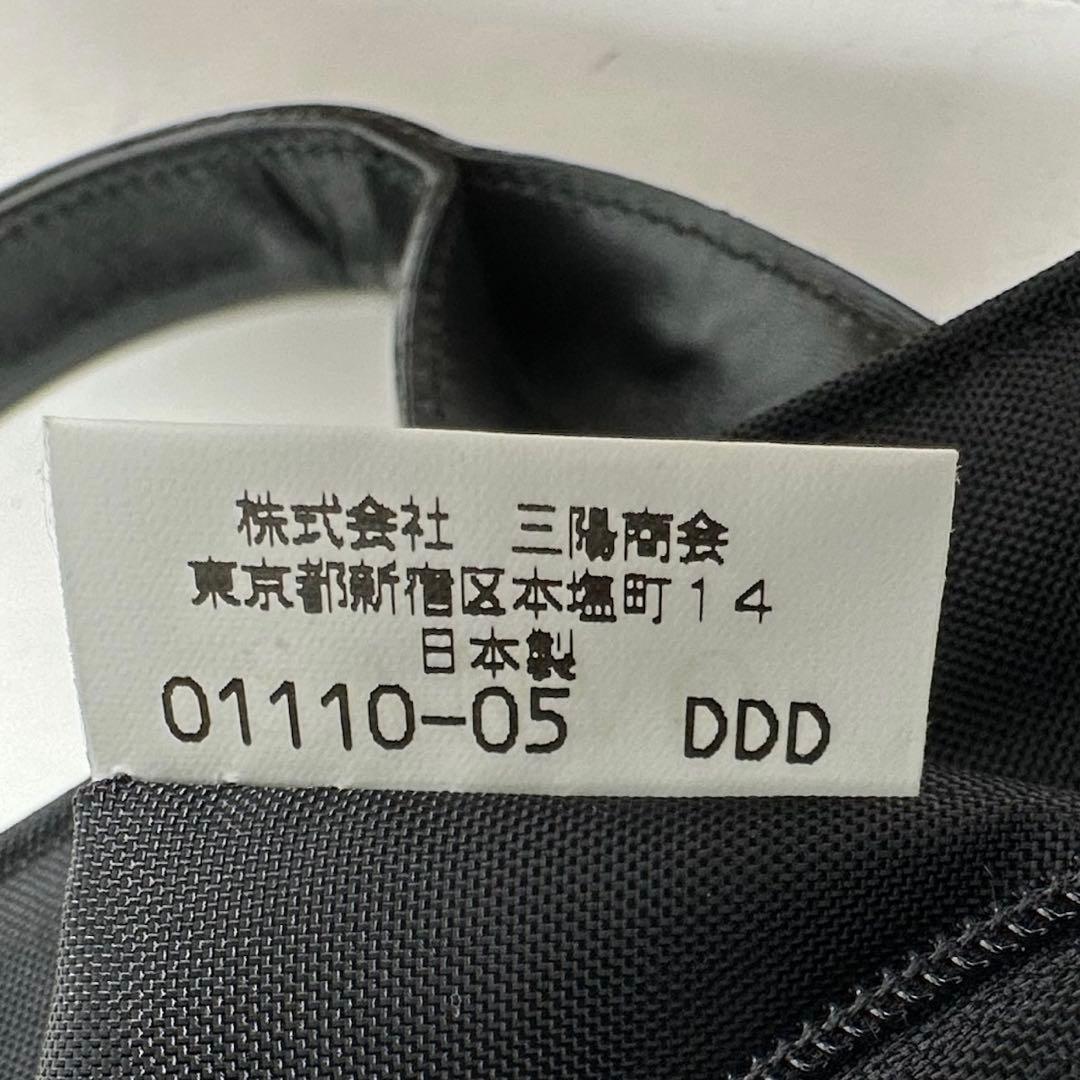 株式会社　三陽商会
東京都新宿区本塩町１４
日本製
01110-05 DDD